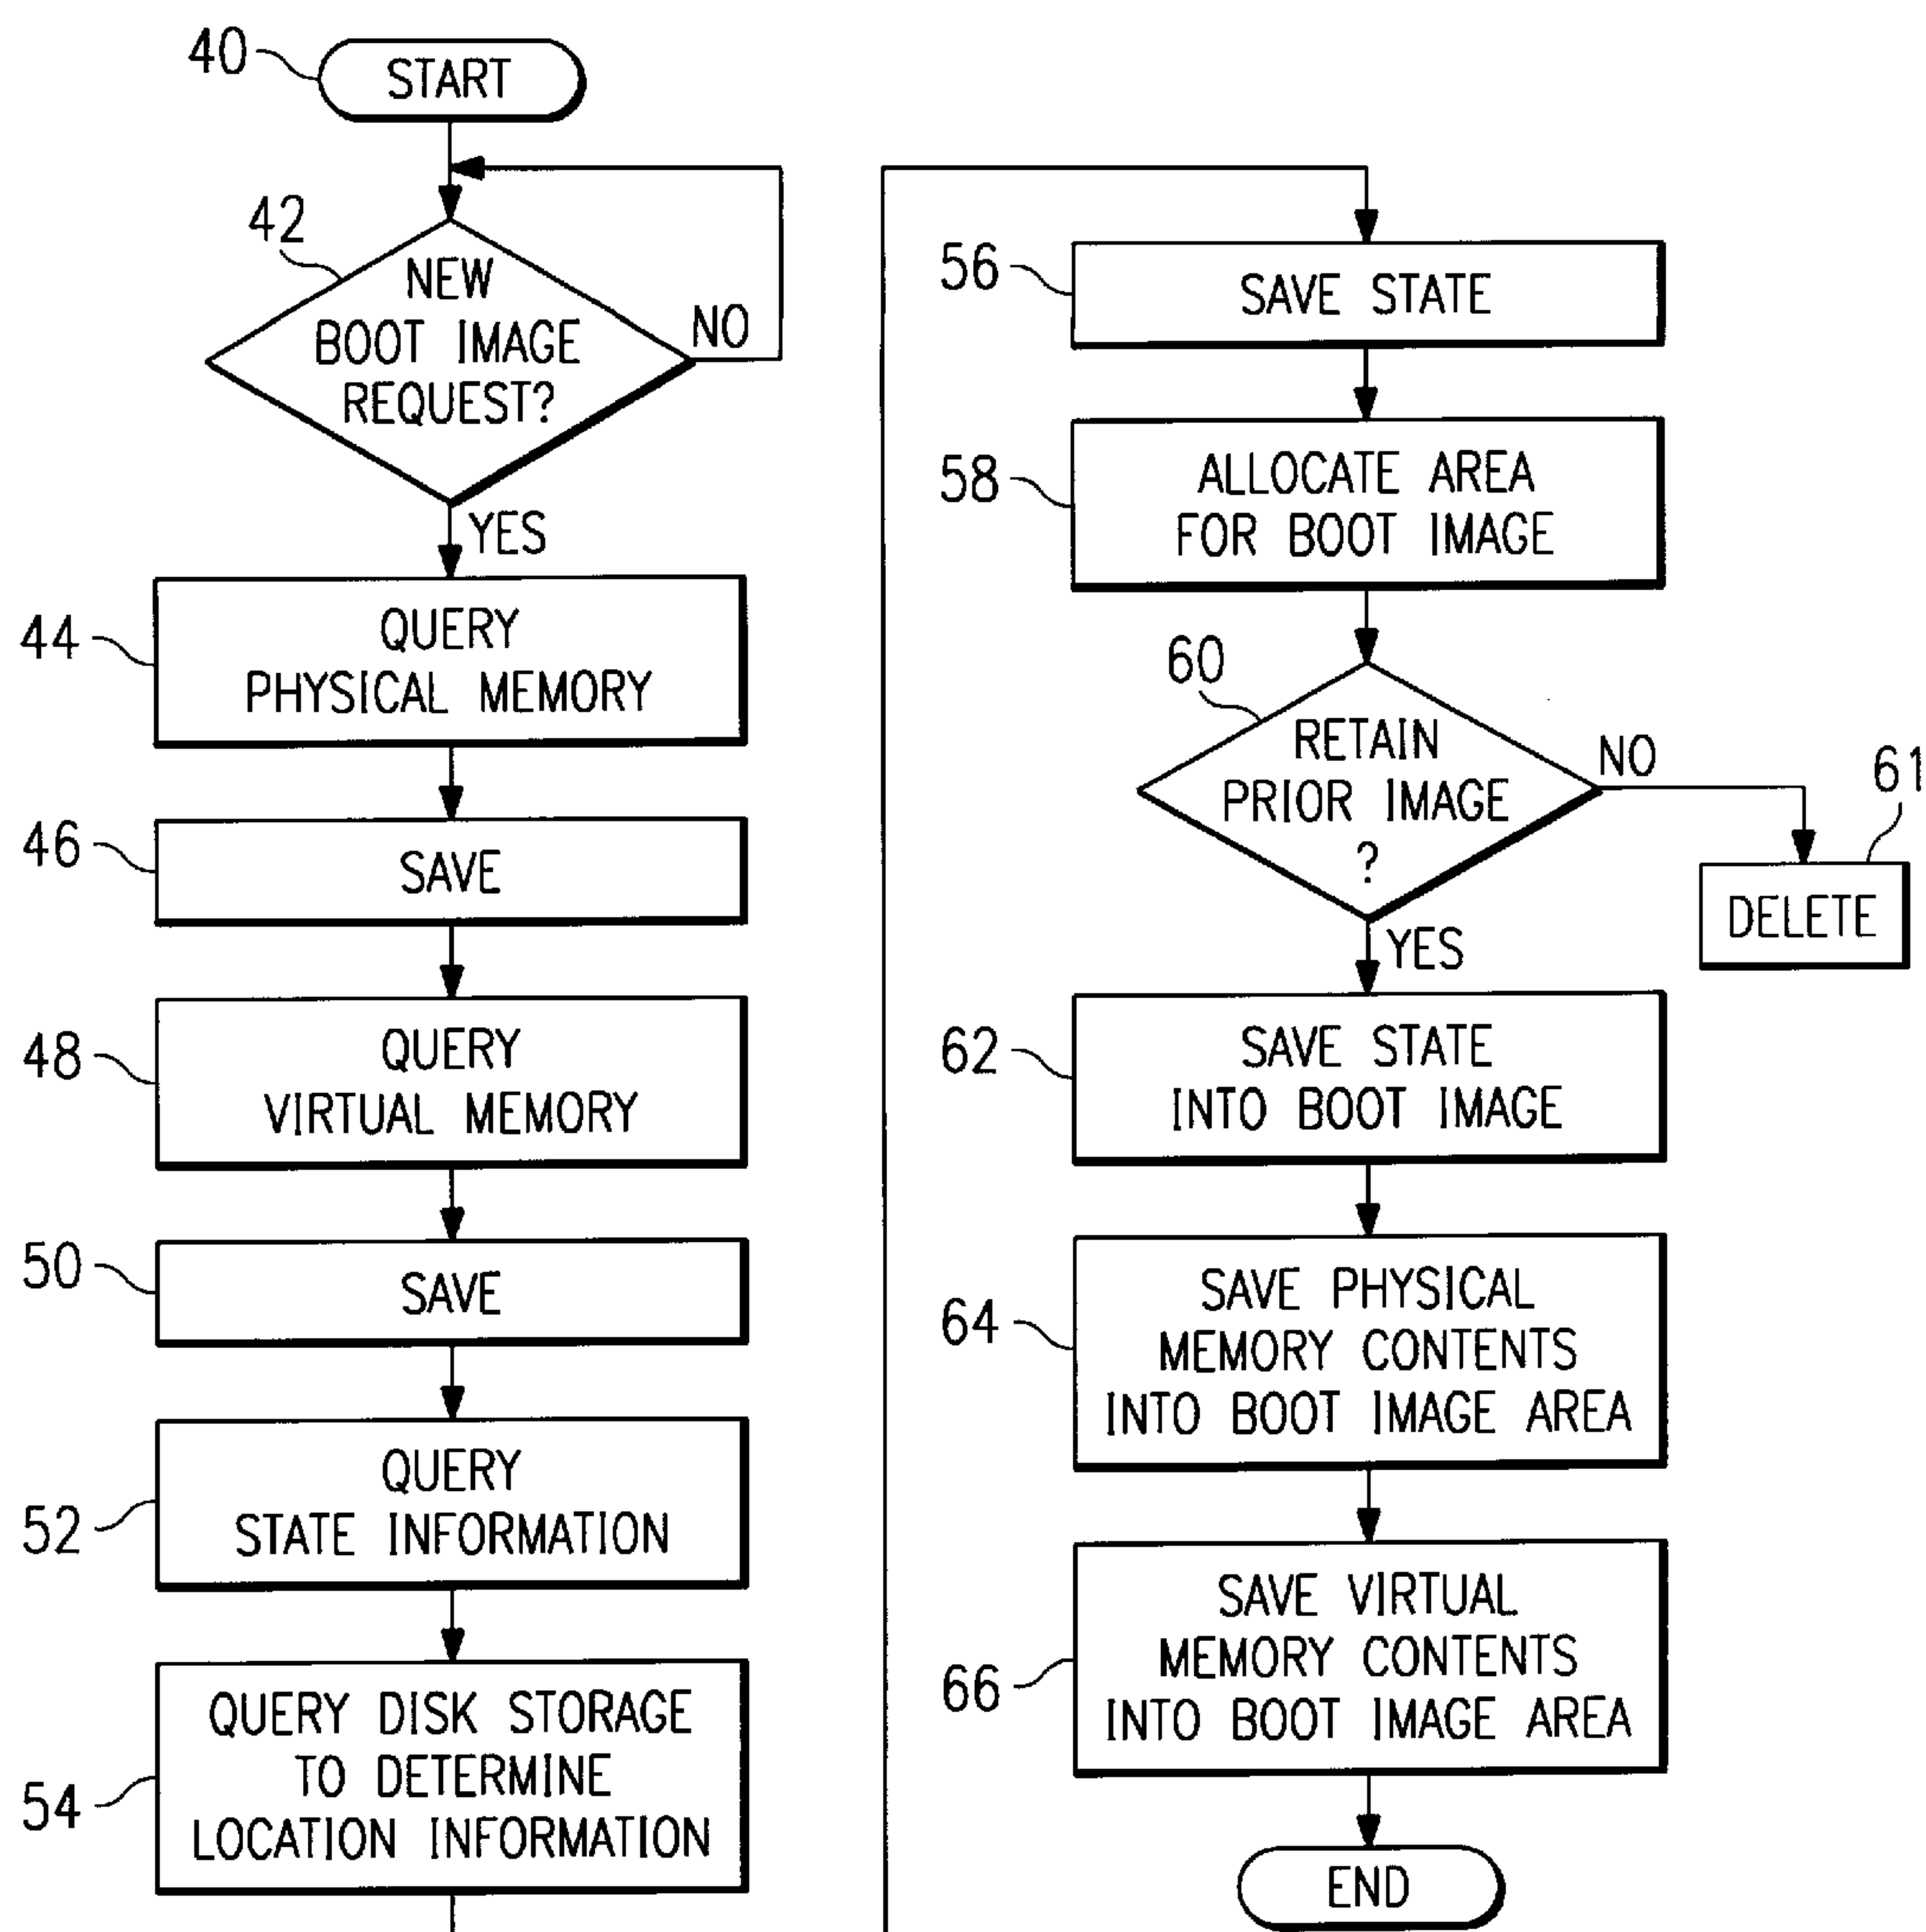 40
START
42
NEW
BOOT IMAGE
REQUEST?
NO
YES
44
QUERY
PHYSICAL MEMORY
46
SAVE
48
QUERY
VIRTUAL MEMORY
50
SAVE
52
QUERY
STATE INFORMATION
54
QUERY DISK STORAGE
TO DETERMINE
LOCATION INFORMATION
56
SAVE STATE
58
ALLOCATE AREA
FOR BOOT IMAGE
60
RETAIN
PRIOR IMAGE
?
NO
61
DELETE
YES
62
SAVE STATE
INTO BOOT IMAGE
64
SAVE PHYSICAL
MEMORY CONTENTS
INTO BOOT IMAGE AREA
66
SAVE VIRTUAL
MEMORY CONTENTS
INTO BOOT IMAGE AREA
END